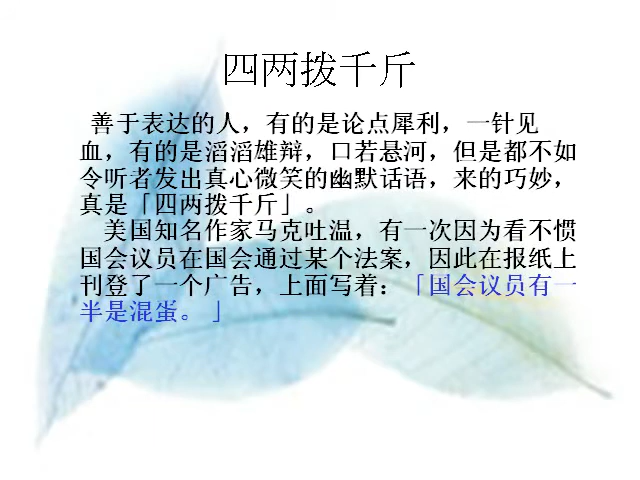 四两拨千斤
善于表达的人，有的是论点犀利，一针见
血，有的是滔滔雄辩，口若悬河，但是都不如
令听者发出真心微笑的幽默话语，来的巧妙，
真是「四两拨千斤」。
美国知名作家马克吐温，有一次因为看不惯
国会议员在国会通过某个法案，因此在报纸上
刊登了一个广告，上面写着：「国会议员有一
半是混蛋。」